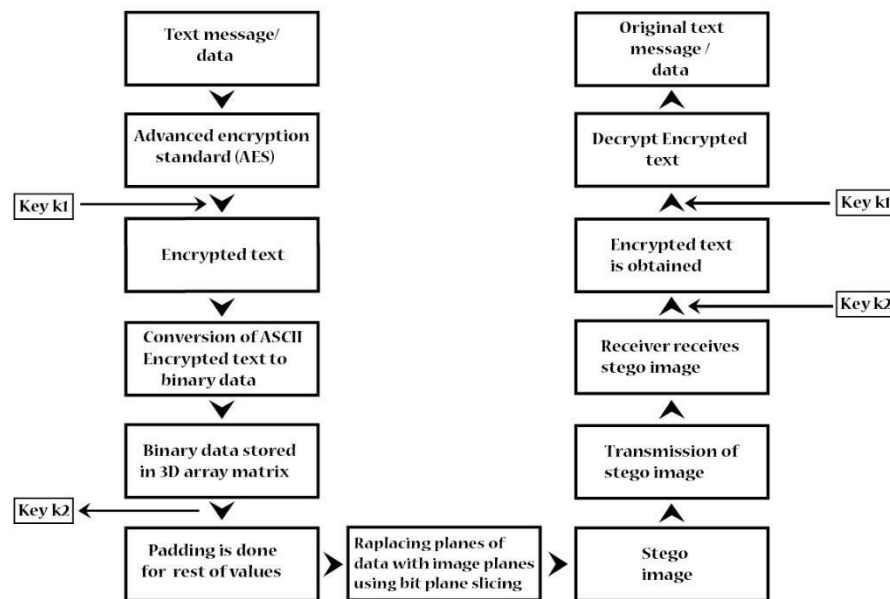 Text message/
data
Advanced encryption
standard (AES)
Key k1
Encrypted text
Conversion of ASCII
Encrypted text to
binary data
Binary data stored
in 3D array matrix
Key k2
Padding is done
for rest of values
Raplacing planes of
data with image planes
using bit plane slicing
Stego
image
Transmission of
stego image
Receiver receives
stego image
Key k2
Encrypted text
is obtained
Key k1
Decrypt Encrypted
text
Original text
message /
data